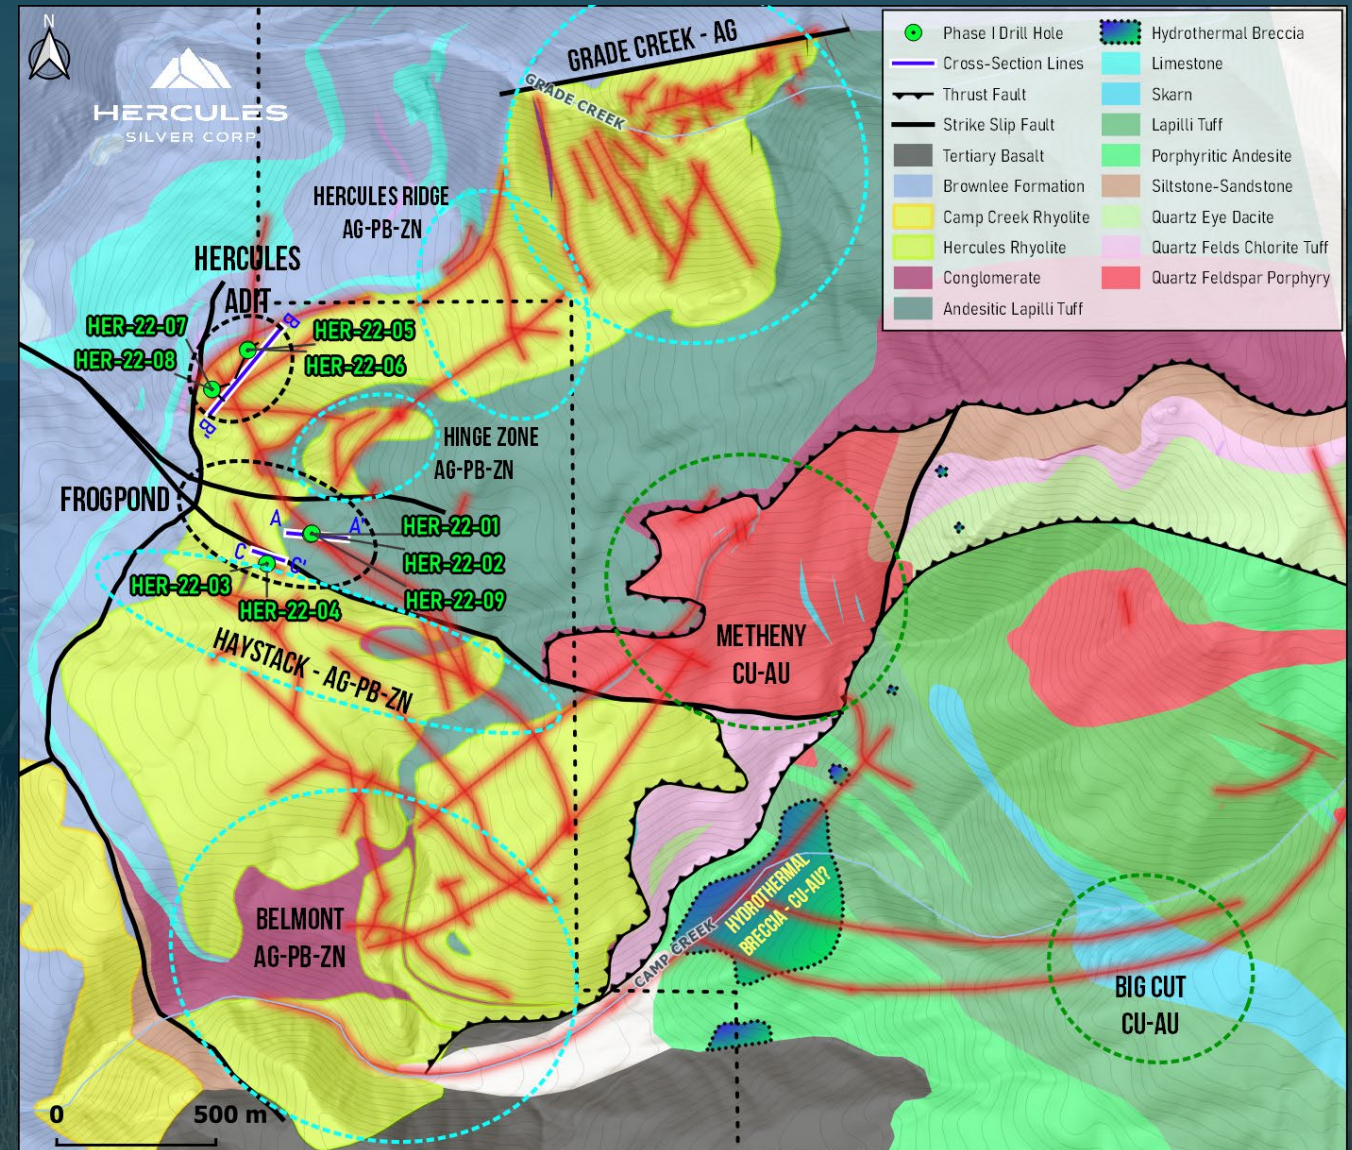 N
HERCULES
SILVER CORP.
GRADE CREEK - AG
GRADE CREEK
HERCULES RIDGE
AG-PB-ZN
HERCULES
ADIT
HER-22-07
HER-22-08
B
HER-22-05
HER-22-06
B'
HINGE ZONE
AG-PB-ZN
FROGPOND
A
A'
HER-22-01
HER-22-02
HER-22-09
C
C'
HER-22-03
HER-22-04
HAYSTACK - AG-PB-ZN
METHENY
CU-AU
BELMONT
AG-PB-ZN
HYDROTHERMAL
BRECCIA - CU-AU?
CAMP CREEK
BIG CUT
CU-AU
0 500 m
Phase I Drill Hole
Cross-Section Lines
Thrust Fault
Strike Slip Fault
Tertiary Basalt
Brownlee Formation
Camp Creek Rhyolite
Hercules Rhyolite
Conglomerate
Andesitic Lapilli Tuff
Hydrothermal Breccia
Limestone
Skarn
Lapilli Tuff
Porphyritic Andesite
Siltstone-Sandstone
Quartz Eye Dacite
Quartz Felds Chlorite Tuff
Quartz Feldspar Porphyry